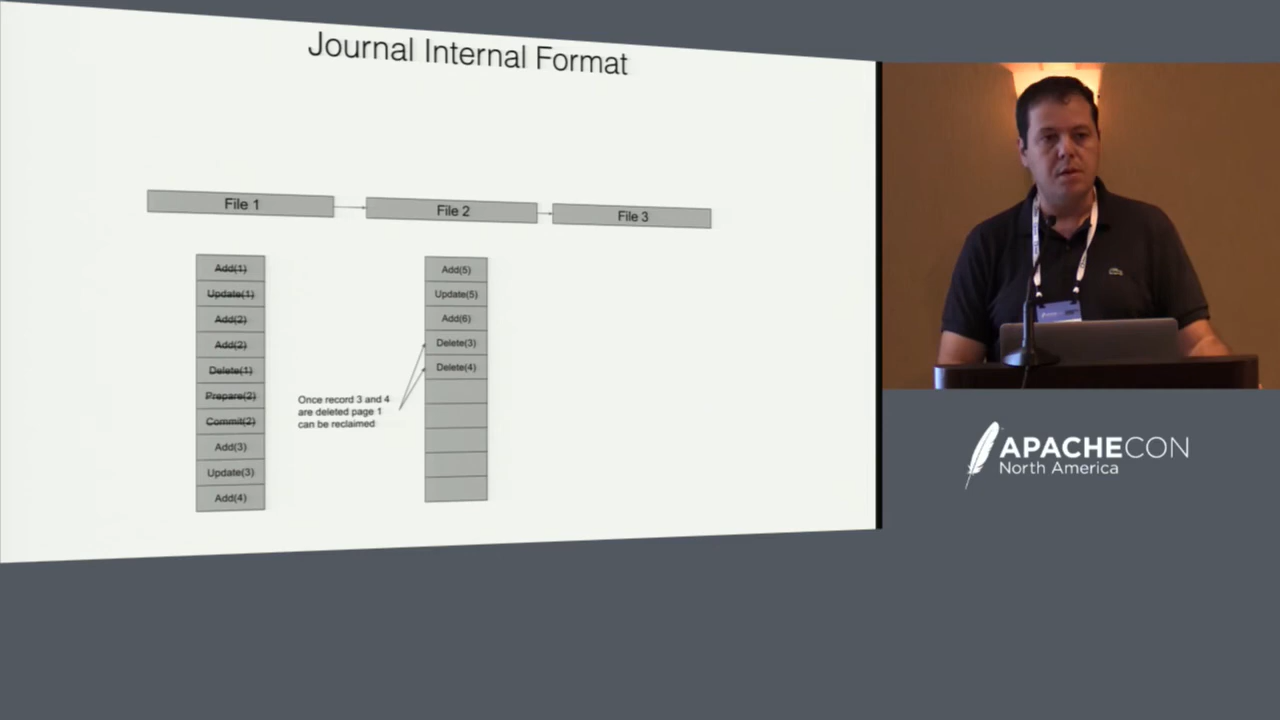 Journal Internal Format
File 1
File 2
File 3
Add(1)
Update(1)
Add(2)
Add(2)
Delete(1)
Prepare(2)
Commit(2)
Add(3)
Update(3)
Add(4)
Once record 3 and 4
are deleted page 1
can be reclaimed
Add(5)
Update(5)
Add(6)
Delete(3)
Delete(4)
APACHECON
North America